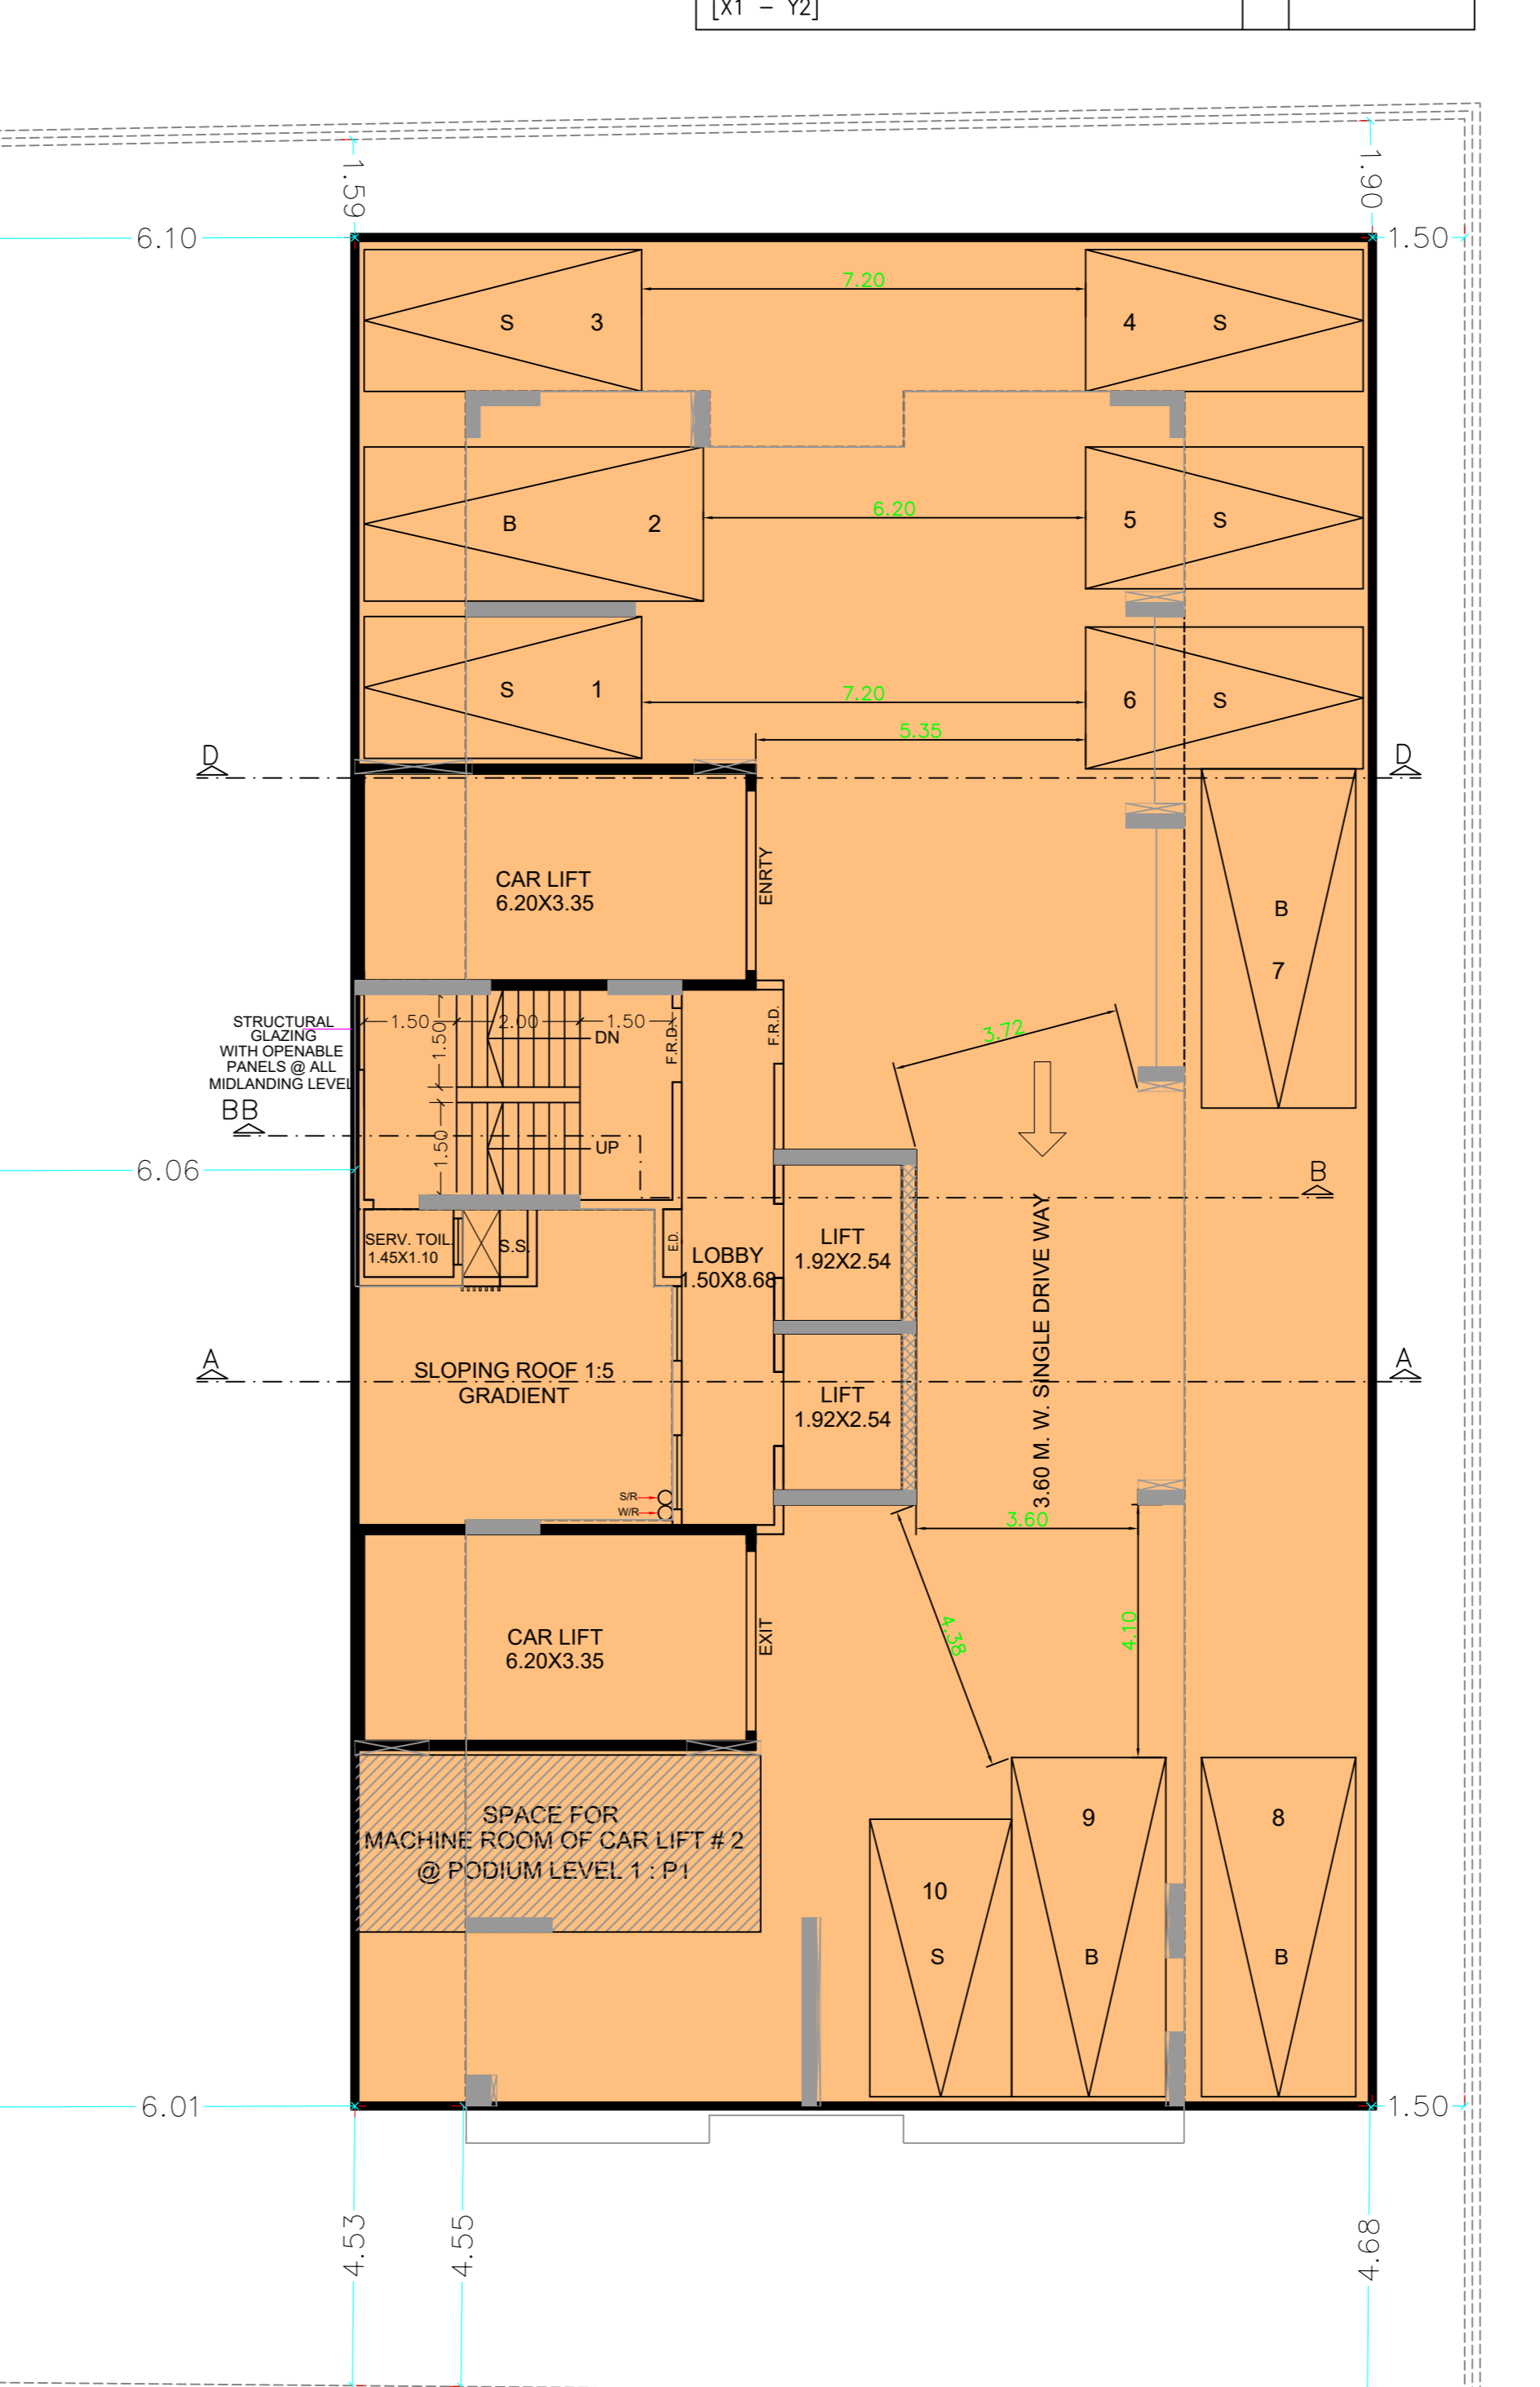 [X1 – Y2]
1.59
1.90
6.10
1.50
7.20
S 3
4 S
6.20
B 2
5 S
S 1
7.20
6 S
5.35
D
D
CAR LIFT
6.20X3.35
ENRTY
B
7
STRUCTURAL
GLAZING
WITH OPENABLE
PANELS @ ALL
MIDLANDING LEVEL
1.50
2.00
1.50
1.50
DN
F.R.D.
F.R.D.
3.72
BB
1.50
UP
6.06
B
SERV. TOIL.
1.45X1.10
S.S.
E.D.
LOBBY
1.50X8.68
LIFT
1.92X2.54
3.60 M. W. SINGLE DRIVE WAY
A
A
SLOPING ROOF 1:5
GRADIENT
LIFT
1.92X2.54
S/R
W/R
3.60
CAR LIFT
6.20X3.35
EXIT
4.38
4.10
SPACE FOR
MACHINE ROOM OF CAR LIFT # 2
@ PODIUM LEVEL 1 : P1
9
8
10
S
B
B
6.01
1.50
4.53
4.55
4.68